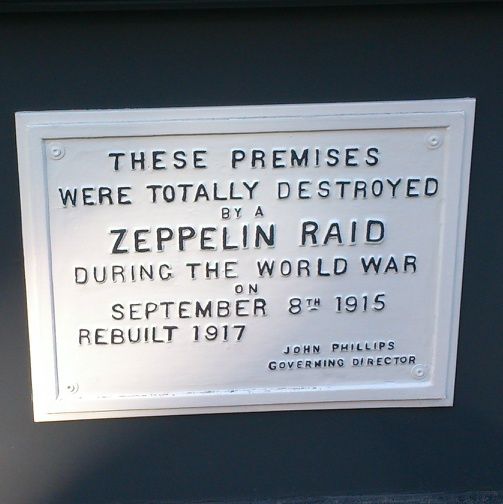 THESE PREMISES
WERE TOTALLY DESTROYED
BY A
ZEPPELIN RAID
DURING THE WORLD WAR
ON
SEPTEMBER 8TH 1915
REBUILT 1917
JOHN PHILLIPS
GOVERNING DIRECTOR